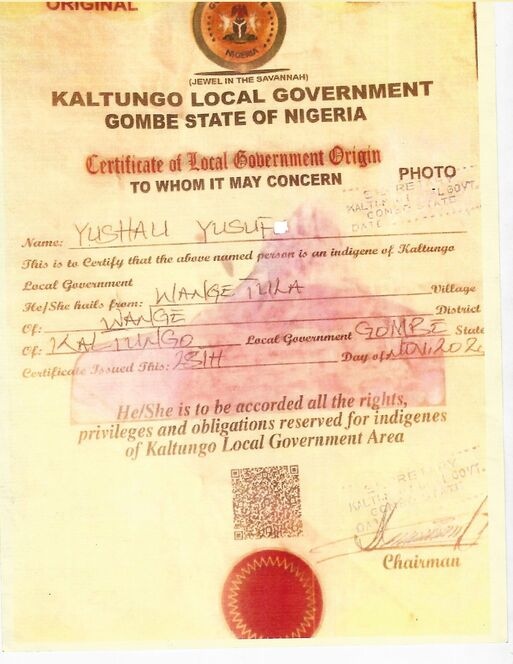 ORIGINAL
NIGERIA
(JEWEL IN THE SAVANNAH)
KALTUNGO LOCAL GOVERNMENT
GOMBE STATE OF NIGERIA
Certificate of Local Government Origin
TO WHOM IT MAY CONCERN PHOTO
Name: YUSHAU YUSUF
This is to Certify that the above named person is an indigene of Kaltungo
Local Government
He/She hails from: WANGE TULA Village
Of: WANGE District
Of: KALTUNGO Local Government GOMBE State
Certificate Issued This: 25TH Day of NOV, 202
He/She is to be accorded all the rights,
privileges and obligations reserved for indigenes
of Kaltungo Local Government Area
Chairman